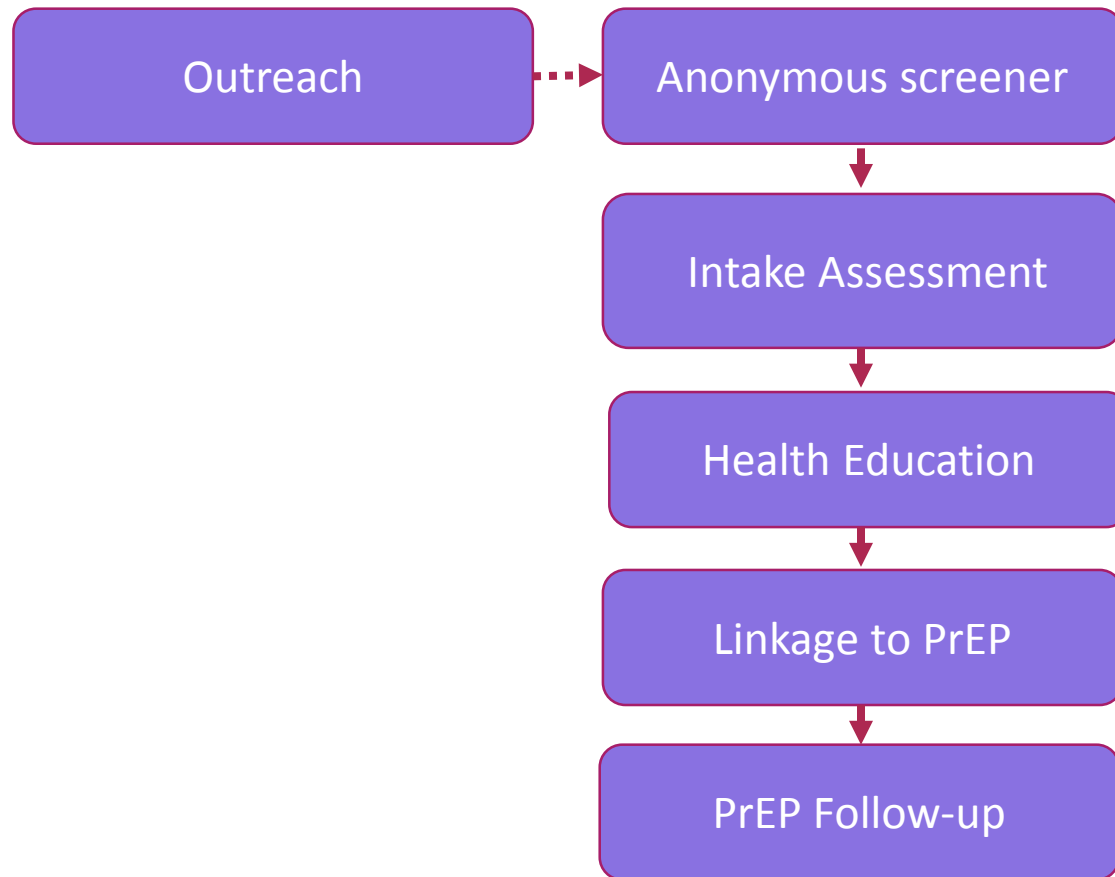 Outreach
Anonymous screener
Intake Assessment
Health Education
Linkage to PrEP
PrEP Follow-up